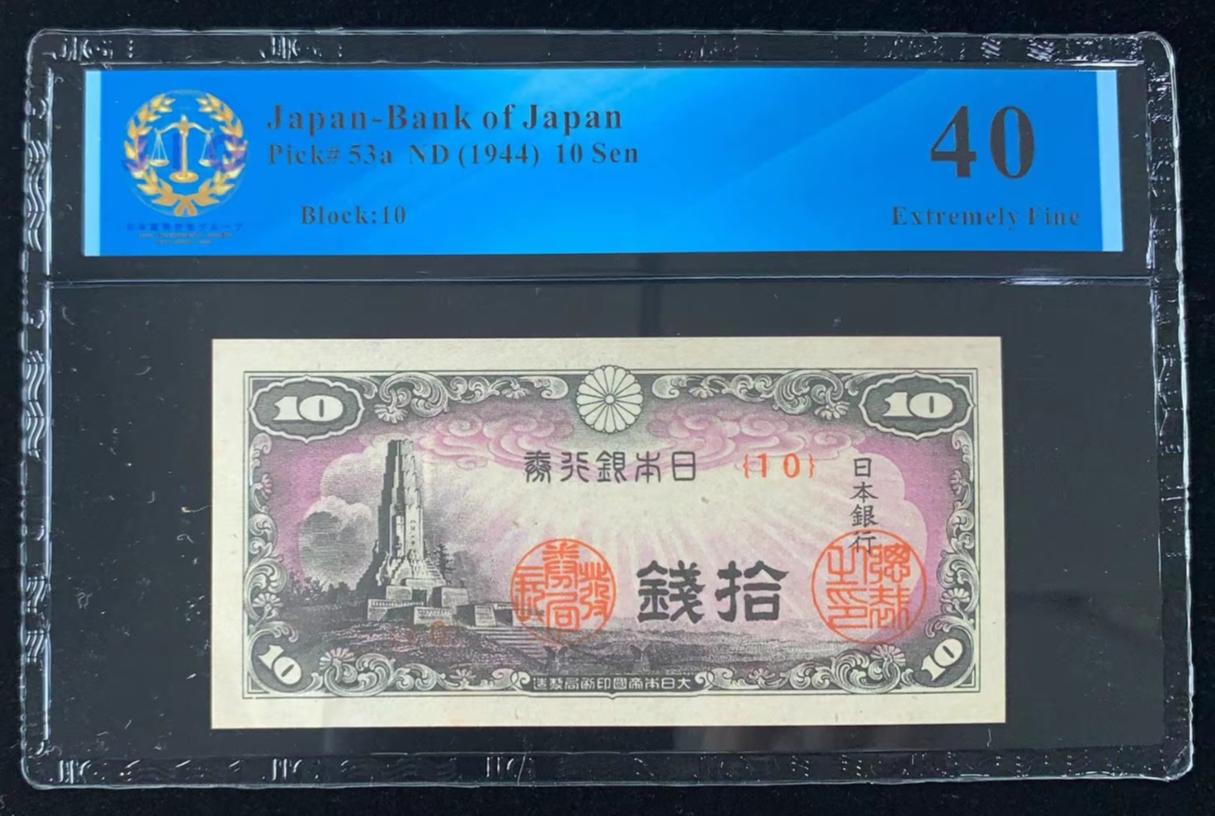 Japan-Bank of Japan
Pick# 53a ND (1944) 10 Sen
Block:10
40
Extremely Fine
10
10
日本銀行券
{10}
日本銀行
拾錢
10
10
大日本帝國印刷局製造